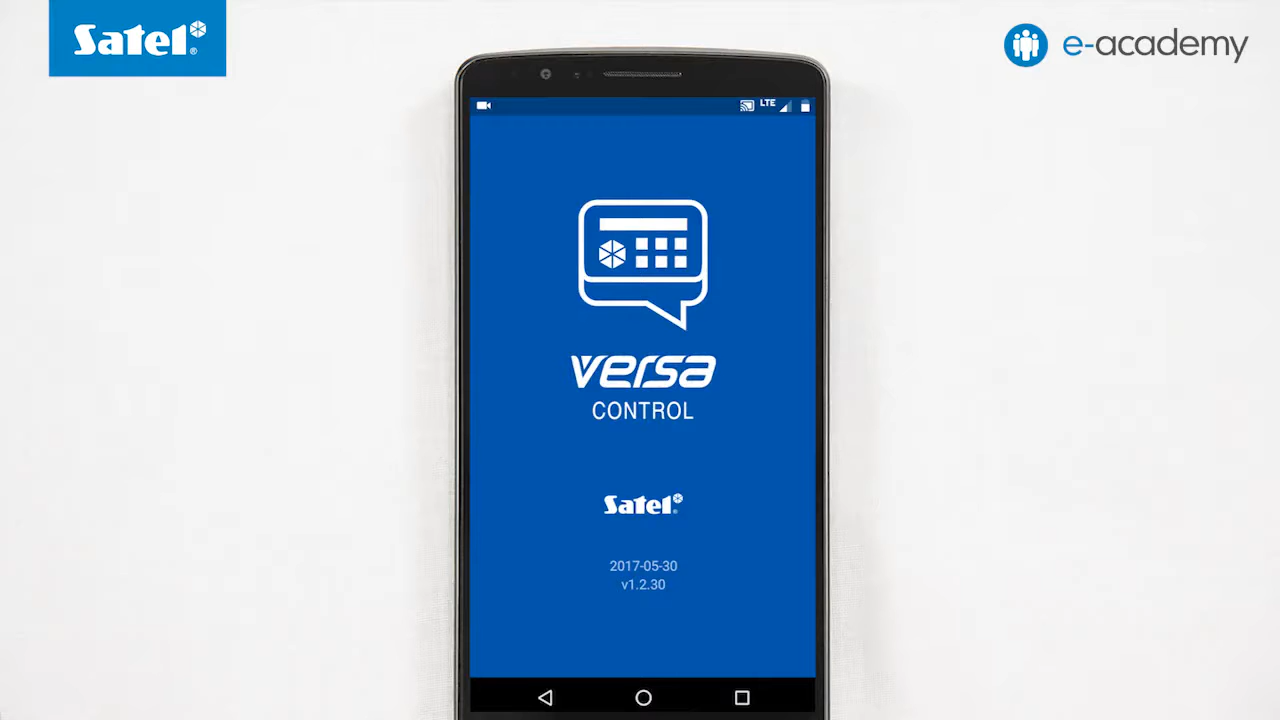 Satel®
e-academy
LTE
versa
CONTROL
Satel®
2017-05-30
v1.2.30